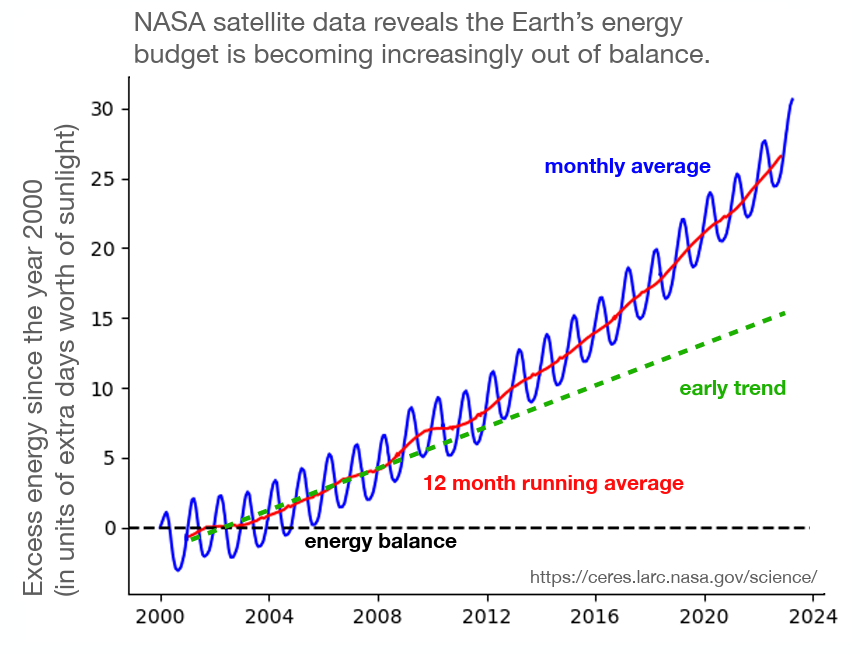 NASA satellite data reveals the Earth’s energy
budget is becoming increasingly out of balance.
Excess energy since the year 2000
(in units of extra days worth of sunlight)
30
25
20
15
10
5
0
monthly average
early trend
12 month running average
energy balance
https://ceres.larc.nasa.gov/science/
2000 2004 2008 2012 2016 2020 2024